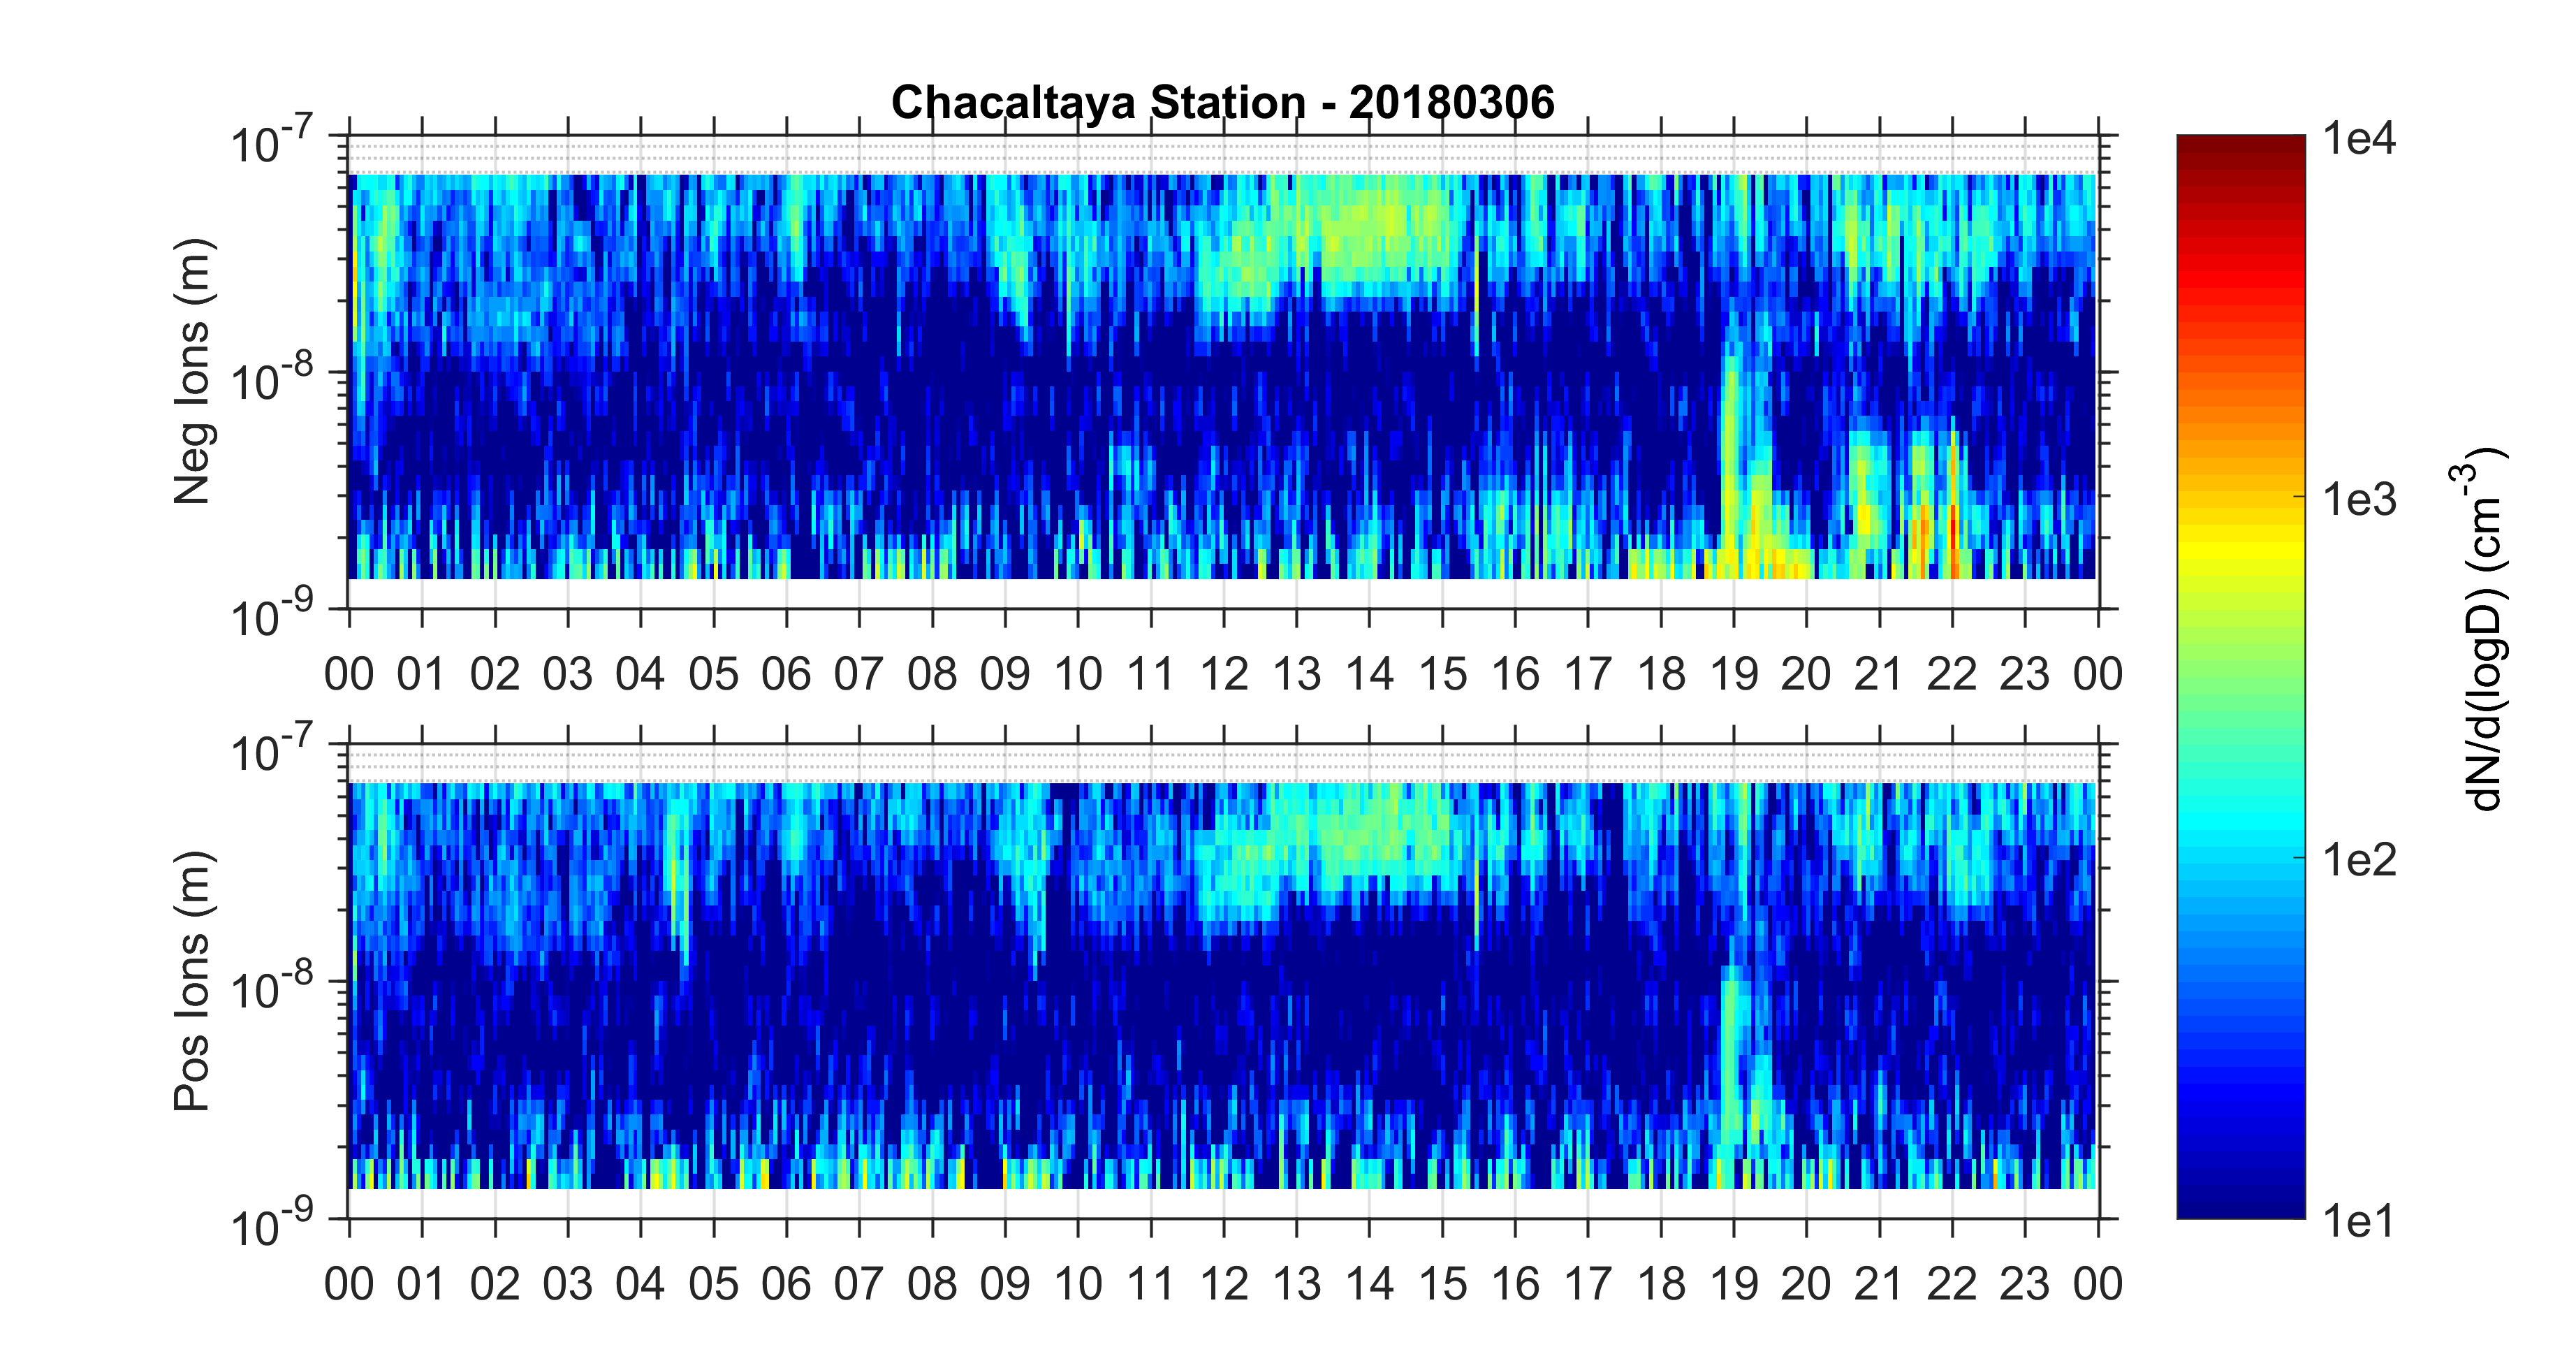 Chacaltaya Station - 20180306
Neg Ions (m)
10-7
10-8
10-9
00 01 02 03 04 05 06 07 08 09 10 11 12 13 14 15 16 17 18 19 20 21 22 23 00
Pos Ions (m)
10-7
10-8
10-9
00 01 02 03 04 05 06 07 08 09 10 11 12 13 14 15 16 17 18 19 20 21 22 23 00
1e4
1e3
1e2
1e1
dN/d(logD) (cm-3)